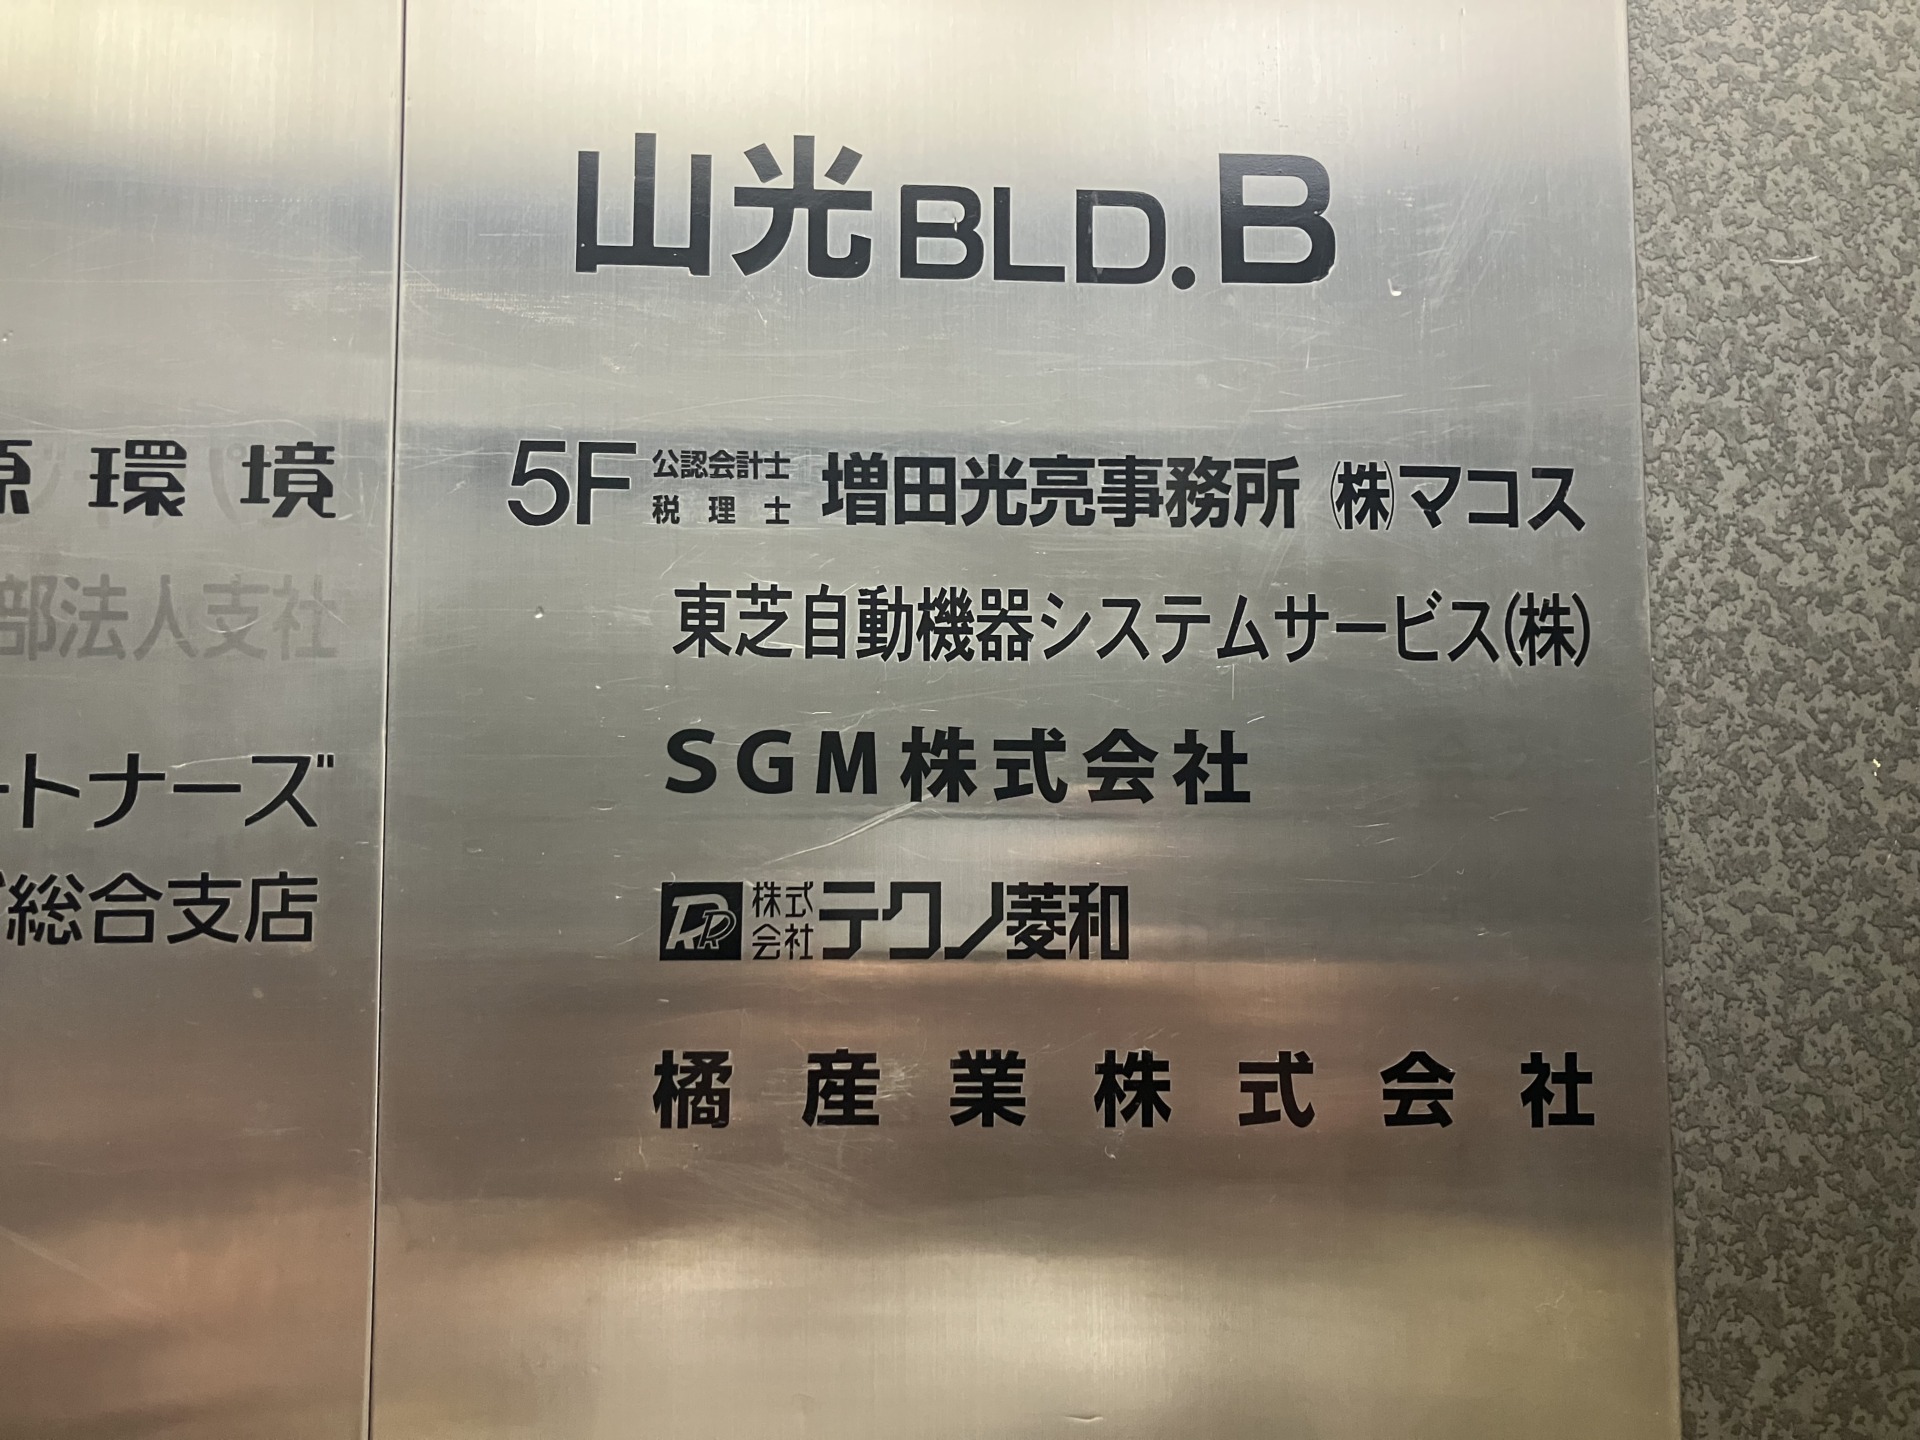 山光BLD.B
5F 公認会計士 税理士 増田光亮事務所 (株)マコス
東芝自動機器システムサービス(株)
SGM株式会社
株式会社テクノ菱和
橘産業株式会社
環境
部法人支社
ートナーズ
総合支店